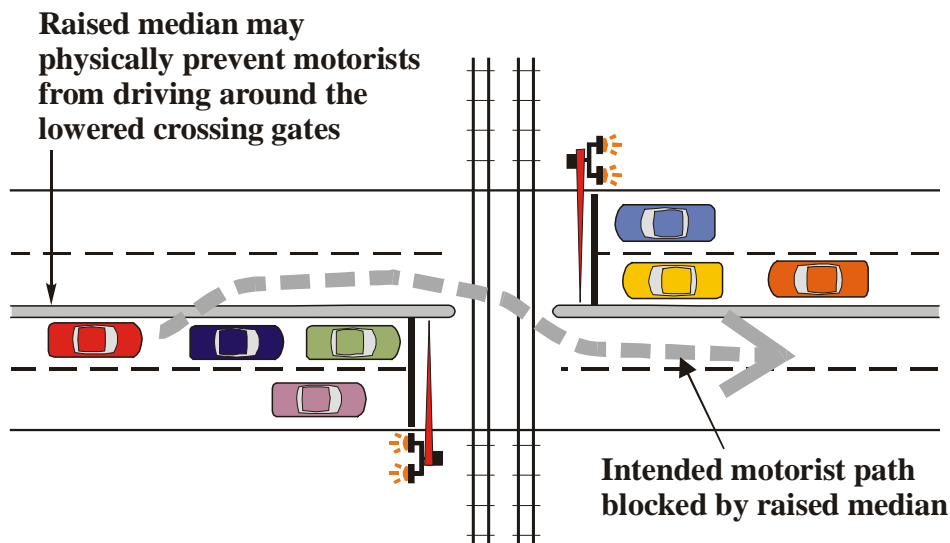 Raised median may
physically prevent motorists
from driving around the
lowered crossing gates
Intended motorist path
blocked by raised median